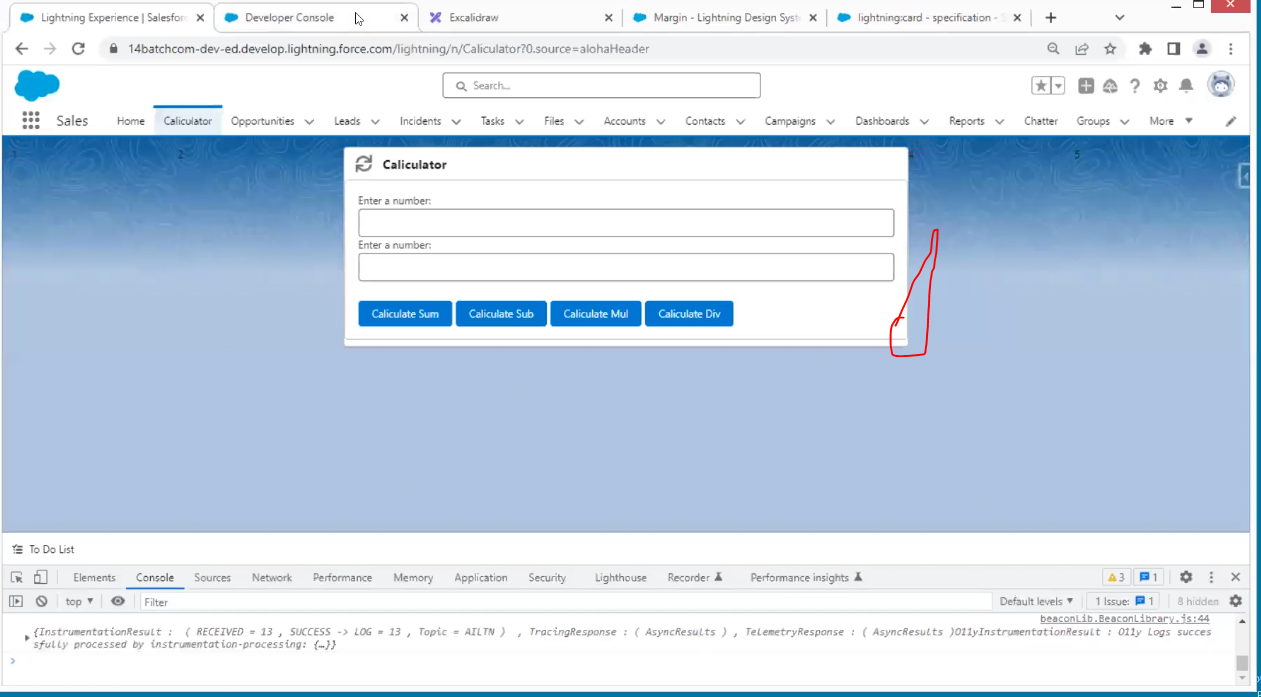 Lightning Experience | Salesfor
Developer Console
Excalidraw
Margin - Lightning Design Syst
lightning:card - specification - S
14batchcom-dev-ed.develop.lightning.force.com/lightning/n/Caliculator?0.source=alohaHeader
Search...
Sales Home Caliculator Opportunities Leads Incidents Tasks Files Accounts Contacts Campaigns Dashboards Reports Chatter Groups More
2 4 5
Caliculator
Enter a number:
Enter a number:
Calculate Sum Calculate Sub Calculate Mul Calculate Div
To Do List
Elements Console Sources Network Performance Memory Application Security Lighthouse Recorder Performance insights 3 1
top Filter Default levels 1 Issue: 1 8 hidden
beaconLib.BeaconLibrary.js:44
{InstrumentationResult : ( RECEIVED = 13 , SUCCESS -> LOG = 13 , Topic = AILTN ) , TracingResponse : ( AsyncResults ) , TeLemetryResponse : ( AsyncResults )O11yInstrumentationResult : O11y Logs succes
sfully processed by instrumentation-processing: {…}}